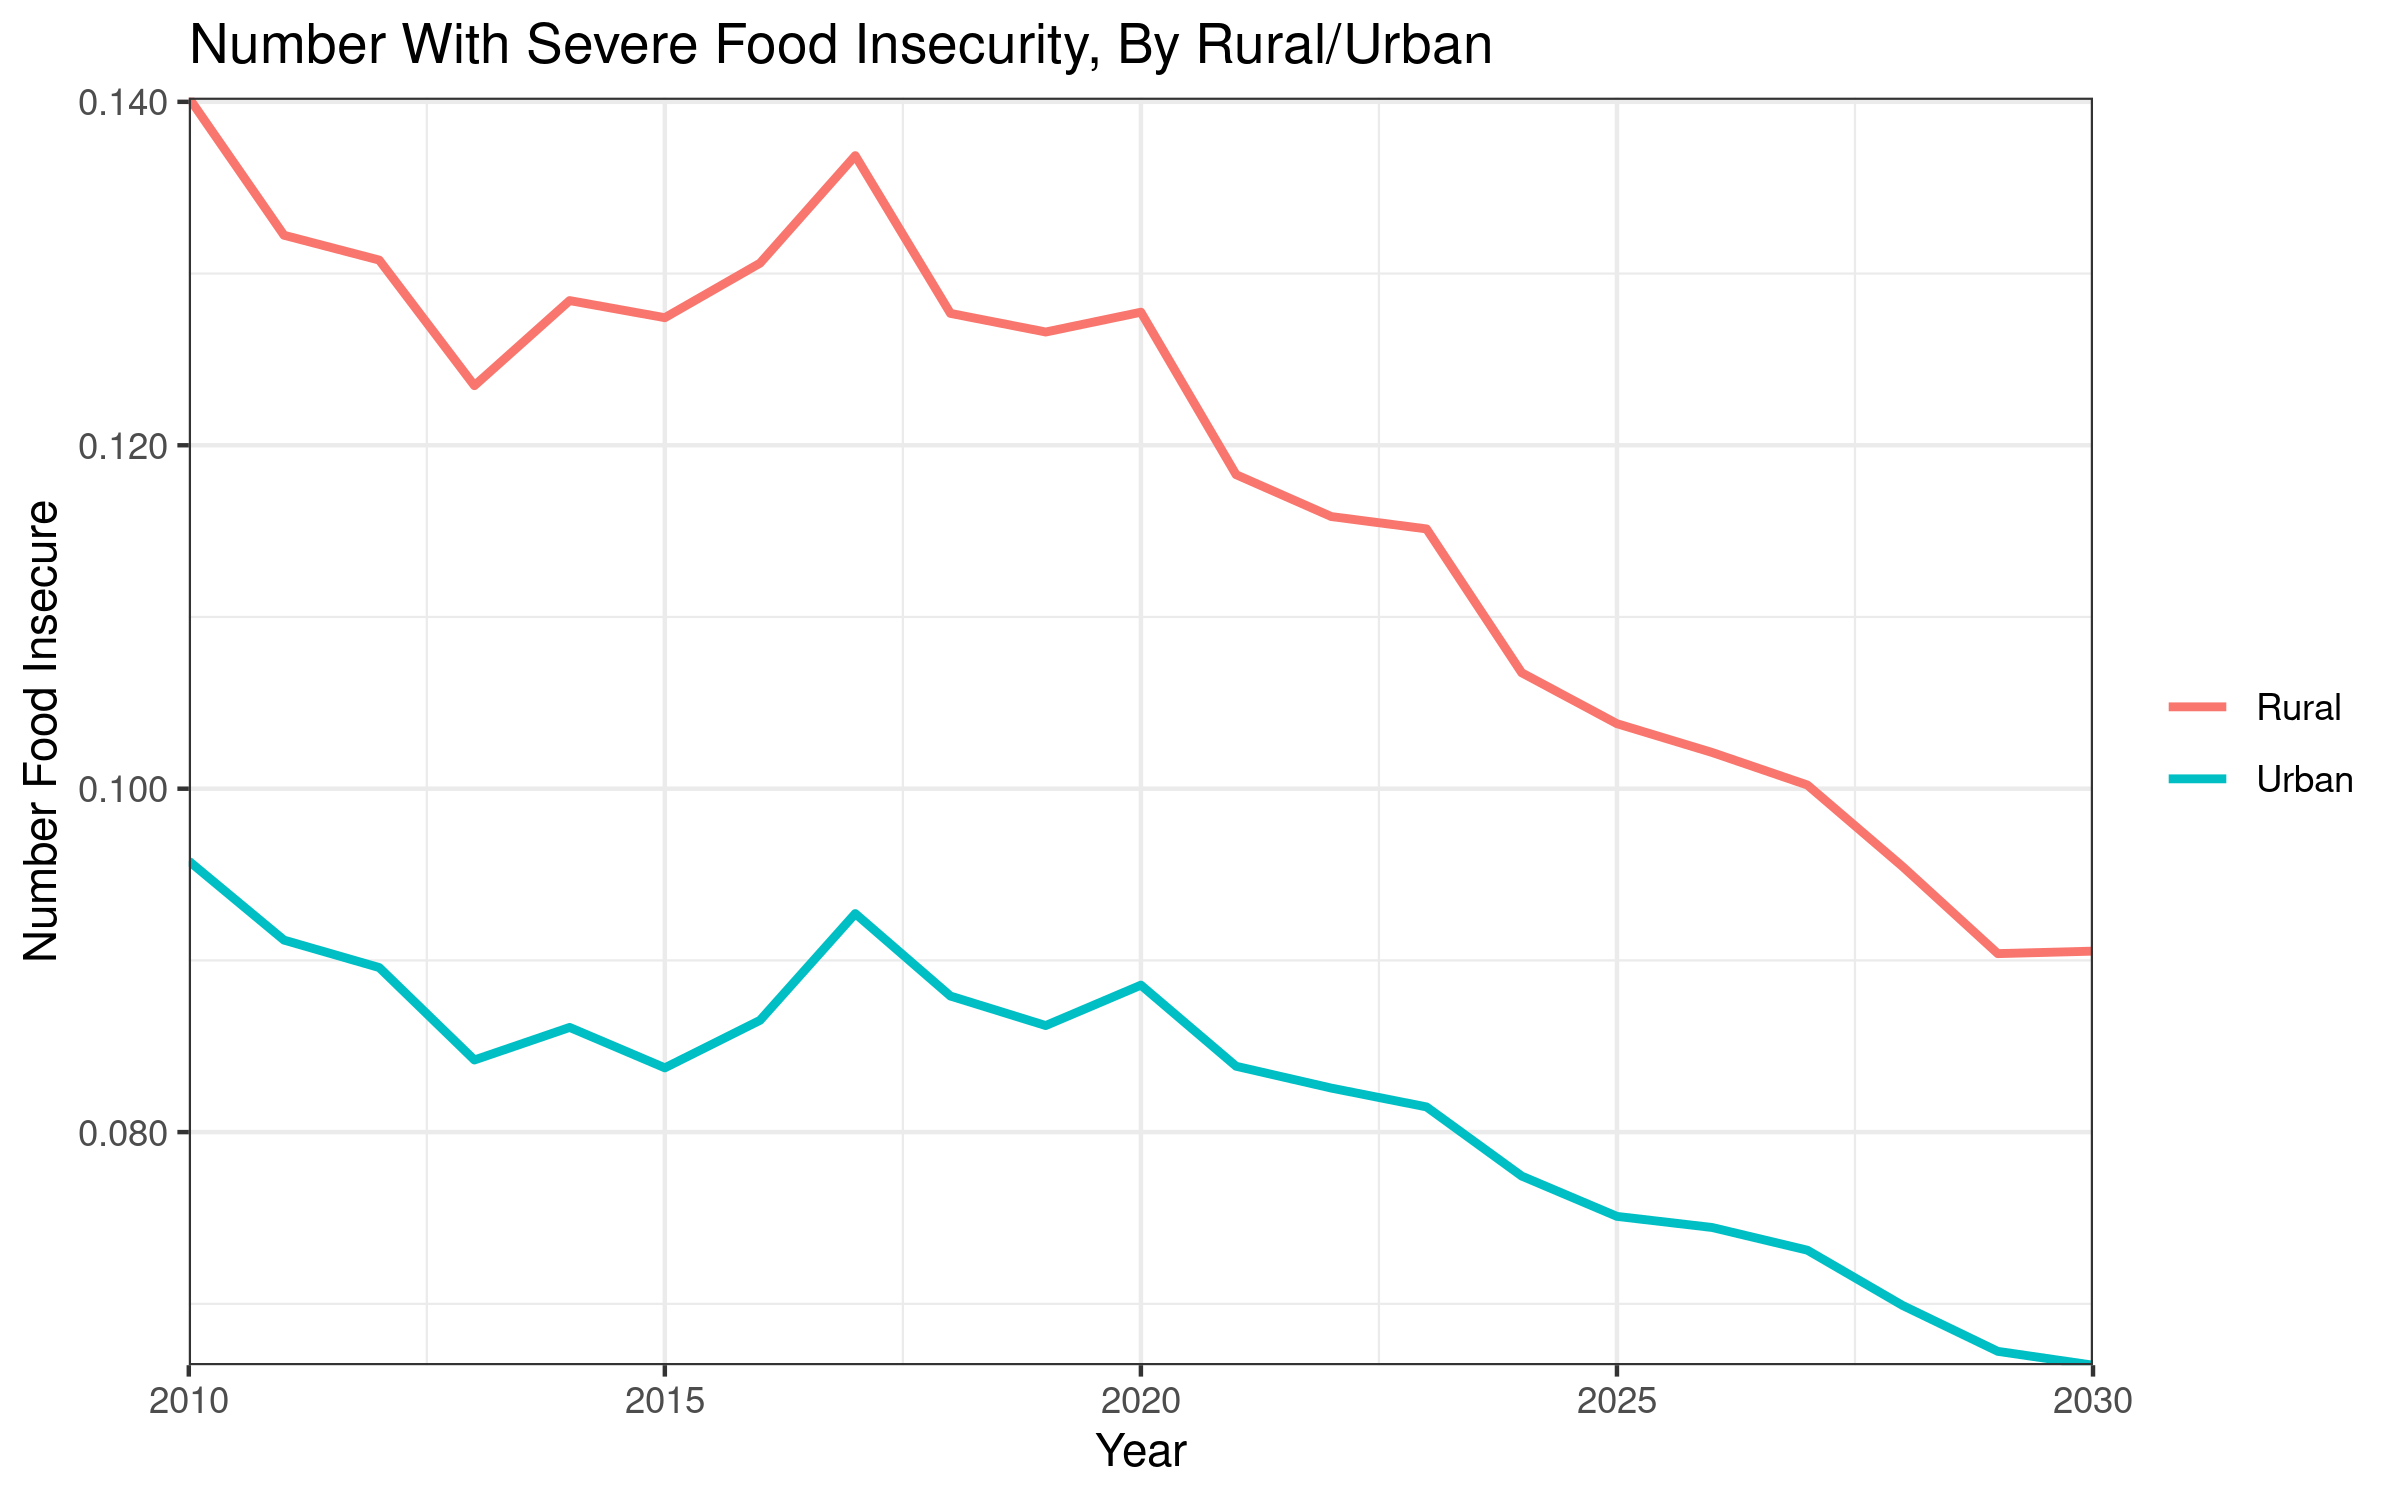 Number With Severe Food Insecurity, By Rural/Urban
0.140
0.120
0.100
0.080
Number Food Insecure
2010 2015 2020 2025 2030
Year
Rural
Urban